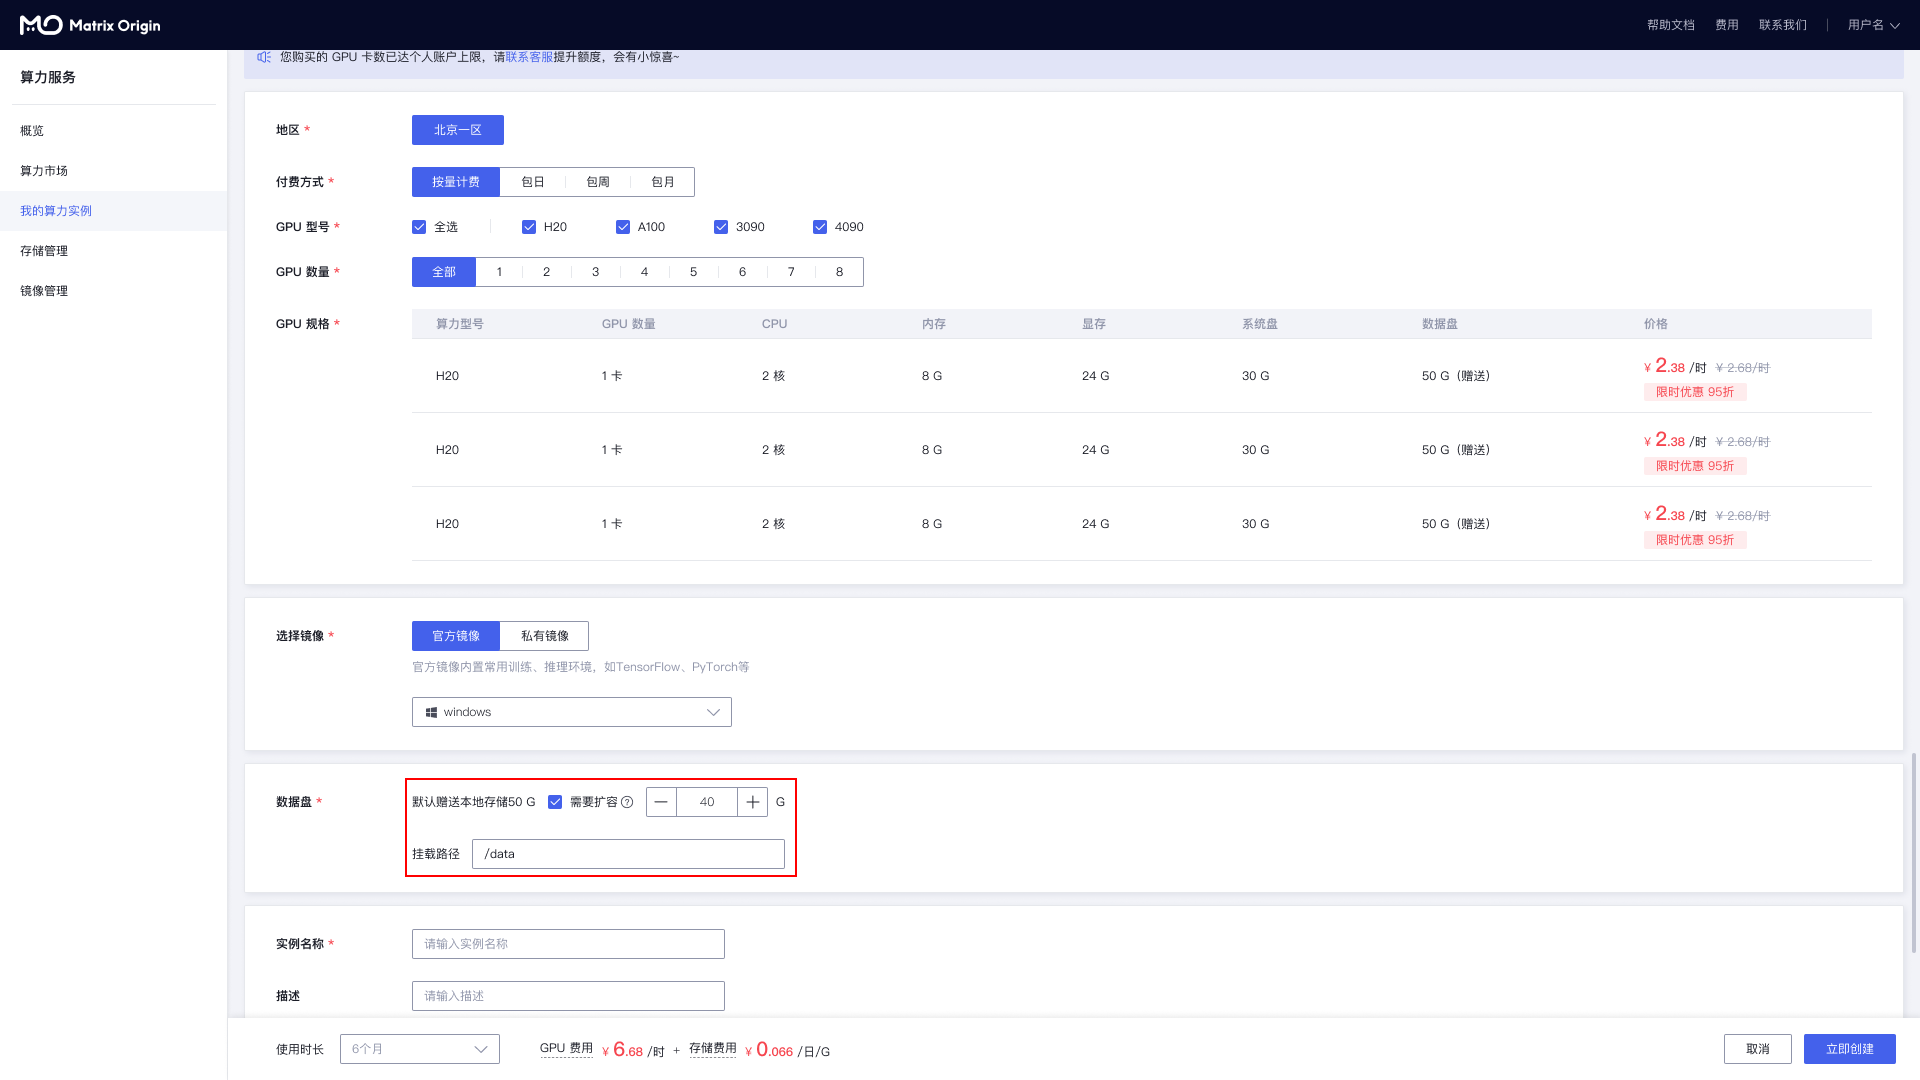 Matrix Origin
帮助文档 费用 联系我们 用户名
算力服务
概览
算力市场
我的算力实例
存储管理
镜像管理
您购买的 GPU 卡数已达个人账户上限，请联系客服提升额度，会有小惊喜~
地区 * 北京一区
付费方式 * 按量计费 包日 包周 包月
GPU 型号 * 全选 H20 A100 3090 4090
GPU 数量 * 全部 1 2 3 4 5 6 7 8
GPU 规格 * 算力型号 GPU 数量 CPU 内存 显存 系统盘 数据盘 价格
H20 1 卡 2 核 8 G 24 G 30 G 50 G（赠送） ¥ 2.38 /时 ¥ 2.68/时
限时优惠 95折
H20 1 卡 2 核 8 G 24 G 30 G 50 G（赠送） ¥ 2.38 /时 ¥ 2.68/时
限时优惠 95折
H20 1 卡 2 核 8 G 24 G 30 G 50 G（赠送） ¥ 2.38 /时 ¥ 2.68/时
限时优惠 95折
选择镜像 * 官方镜像 私有镜像
官方镜像内置常用训练、推理环境，如TensorFlow、PyTorch等
windows
数据盘 * 默认赠送本地存储50 G 需要扩容 ? — 40 + G
挂载路径 /data
实例名称 * 请输入实例名称
描述 请输入描述
使用时长 6个月 GPU 费用 ¥ 6.68 /时 + 存储费用 ¥ 0.066 /日/G 取消 立即创建